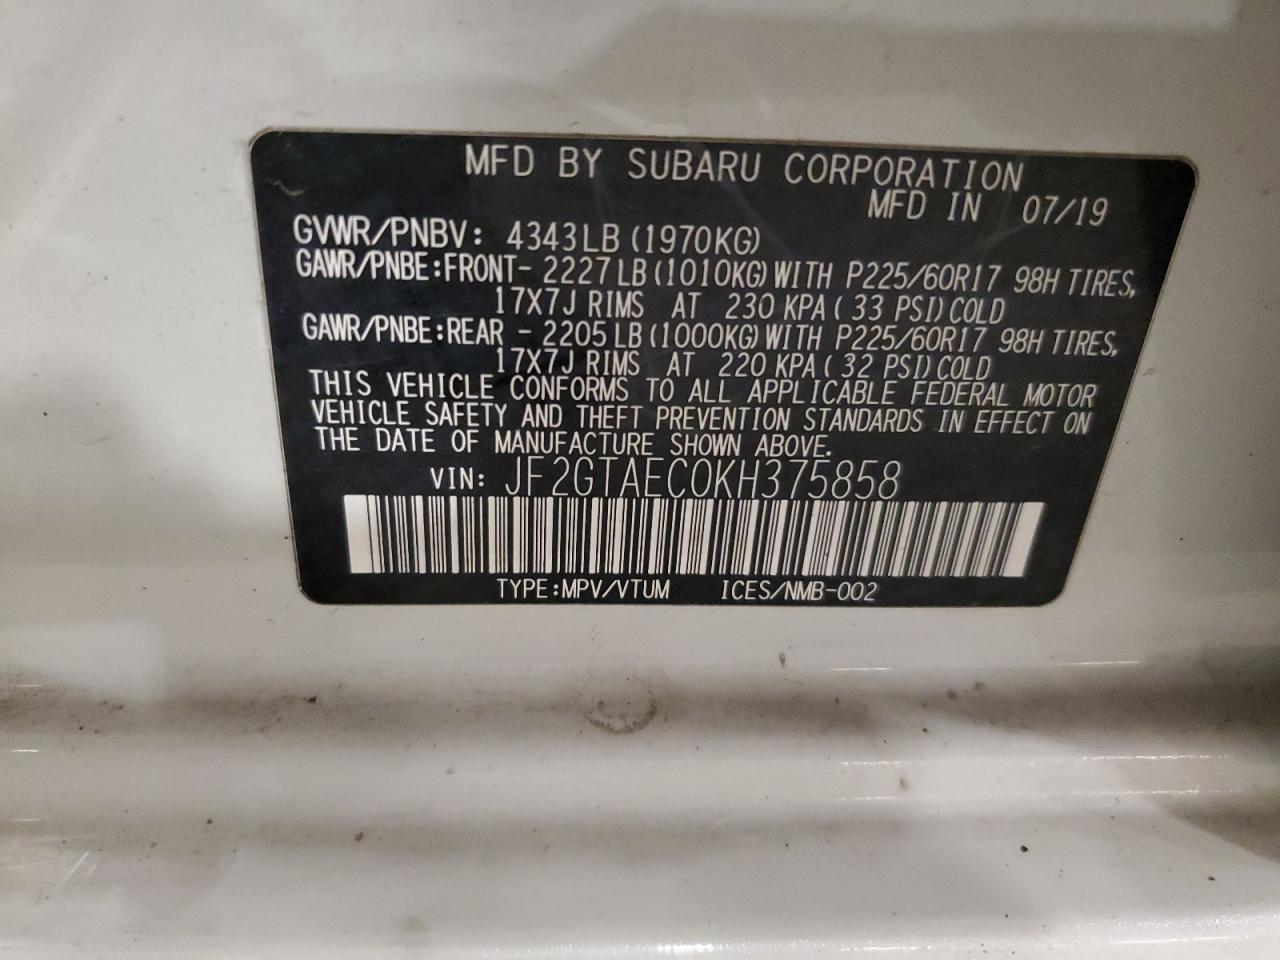 MFD BY SUBARU CORPORATION
MFD IN 07/19
GVWR/PNBV: 4343LB (1970KG)
GAWR/PNBE:FRONT- 2227 LB (1010KG) WITH P225/60R17 98H TIRES,
17X7J RIMS AT 230 KPA ( 33 PSI) COLD
GAWR/PNBE:REAR - 2205 LB (1000KG) WITH P225/60R17 98H TIRES,
17X7J RIMS AT 220 KPA ( 32 PSI) COLD
THIS VEHICLE CONFORMS TO ALL APPLICABLE FEDERAL MOTOR
VEHICLE SAFETY AND THEFT PREVENTION STANDARDS IN EFFECT ON
THE DATE OF MANUFACTURE SHOWN ABOVE.
VIN: JF2GTAEC0KH375858
TYPE:MPV/VTUM ICES/NMB-002